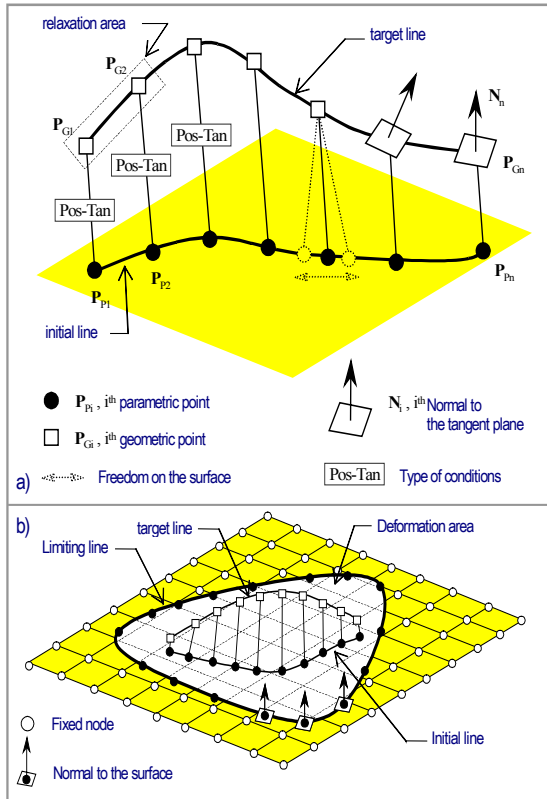 relaxation area
target line
P_G2
N_n
P_G1
P_Gn
Pos-Tan
Pos-Tan
Pos-Tan
P_P1
P_P2
P_Pn
initial line
P_Pi , i^th parametric point
P_Gi , i^th geometric point
N_i , i^th Normal to
the tangent plane
a)
Freedom on the surface
Pos-Tan
Type of conditions
b)
target line
Deformation area
Limiting line
Fixed node
Initial line
Normal to the surface